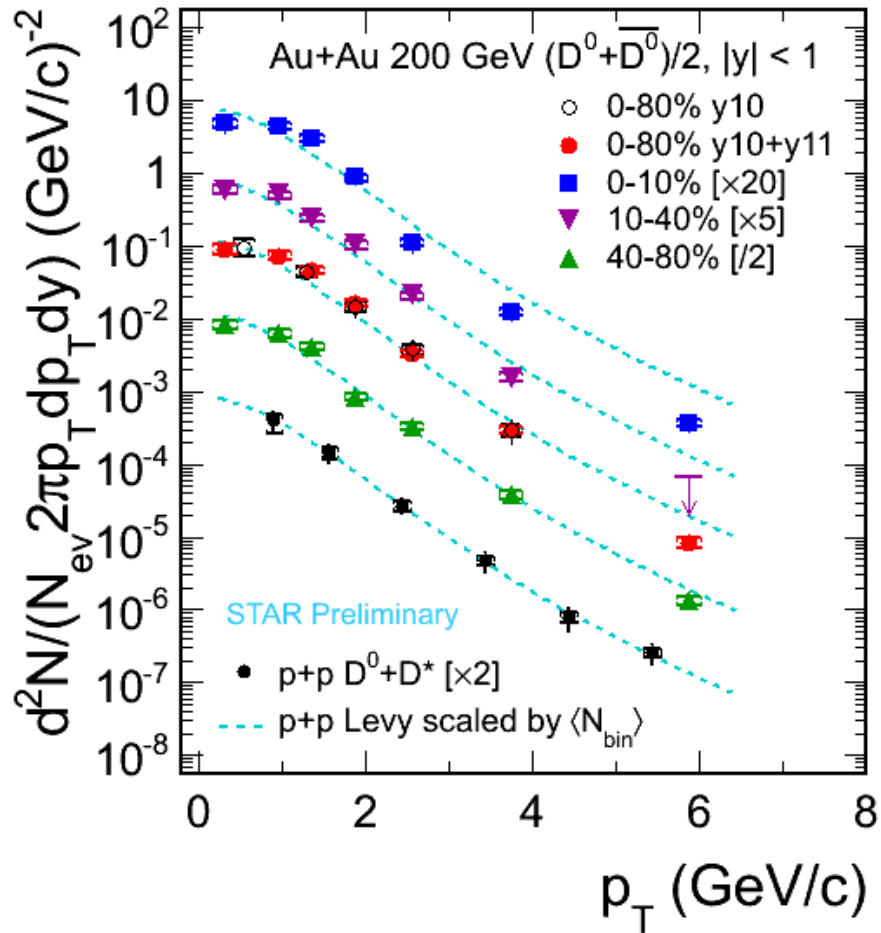 Au+Au 200 GeV (D⁰+D̅⁰)/2, |y| < 1
0-80% y10
0-80% y10+y11
0-10% [×20]
10-40% [×5]
40-80% [/2]
d²N/(N_ev 2πp_T dp_T dy) (GeV/c)⁻²
10²
10
1
10⁻¹
10⁻²
10⁻³
10⁻⁴
10⁻⁵
10⁻⁶
10⁻⁷
10⁻⁸
STAR Preliminary
p+p D⁰+D* [×2]
p+p Levy scaled by ⟨N_bin⟩
0 2 4 6 8
p_T (GeV/c)